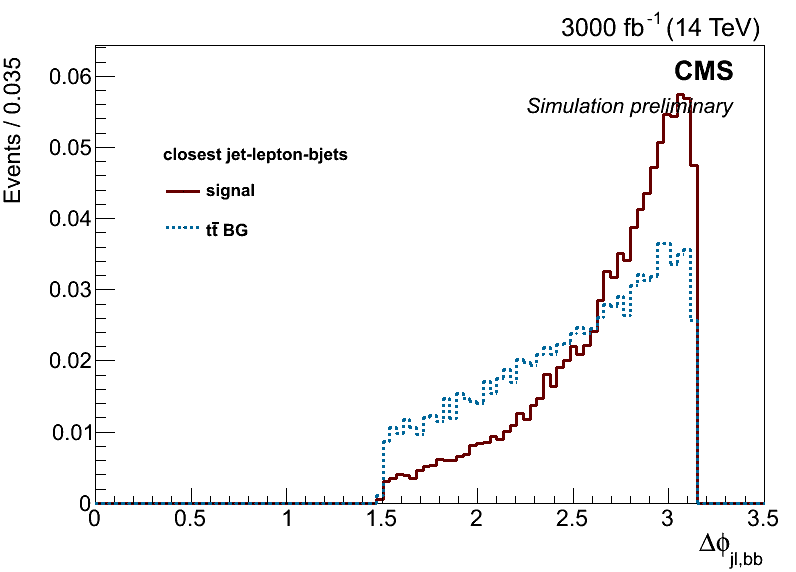 3000 fb⁻¹ (14 TeV)
CMS
Simulation preliminary
Events / 0.035
closest jet-lepton-bjets
signal
tt̄ BG
0.06
0.05
0.04
0.03
0.02
0.01
0
0 0.5 1 1.5 2 2.5 3 3.5
Δϕ jl,bb